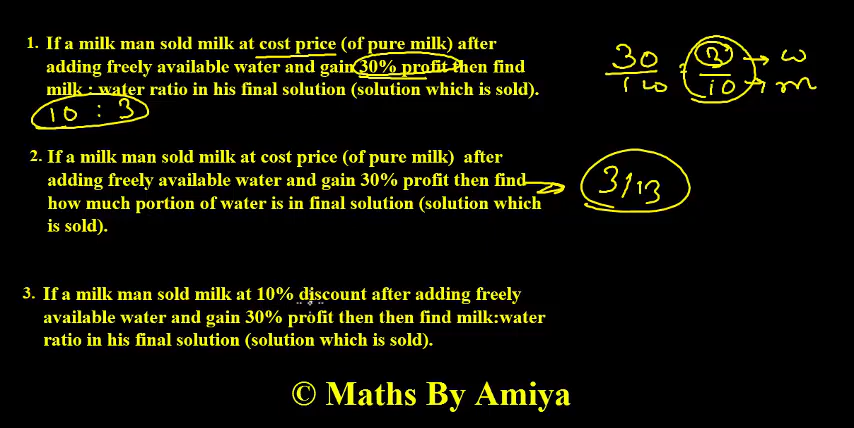 1. If a milk man sold milk at cost price (of pure milk) after
adding freely available water and gain 30% profit then find
milk : water ratio in his final solution (solution which is sold).
10 : 3
30/100 = 3/10 → w → m
2. If a milk man sold milk at cost price (of pure milk) after
adding freely available water and gain 30% profit then find
how much portion of water is in final solution (solution which
is sold).
3/13
3. If a milk man sold milk at 10% discount after adding freely
available water and gain 30% profit then then find milk:water
ratio in his final solution (solution which is sold).
© Maths By Amiya